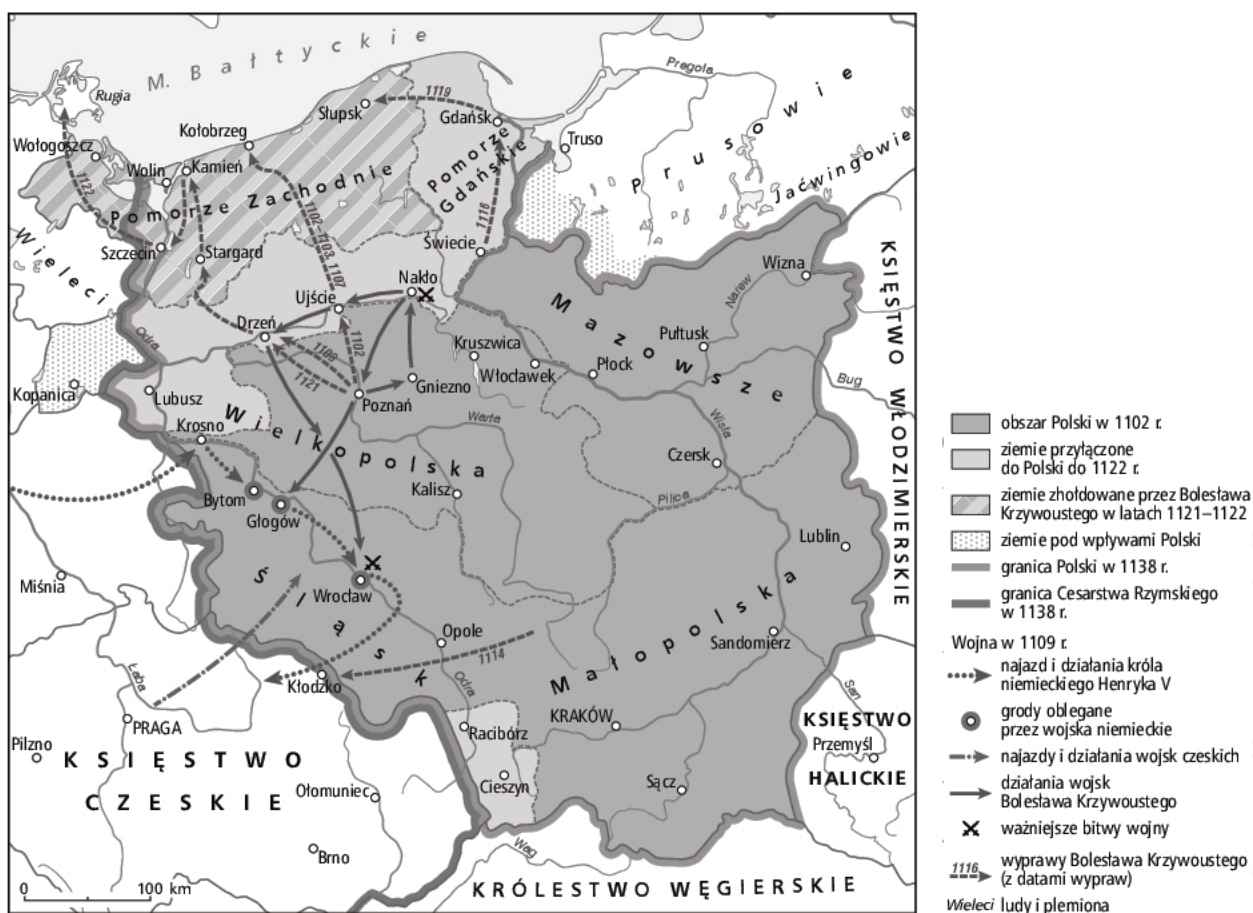 M. Bałtyckie
Rugia
Pregoła
Słupsk
1119
Gdańsk
Truso
Kołobrzeg
Wołogoszcz
Wolin
Kamień
Prusowie
Jaćwingowie
1122
Pomorze Zachodnie
Pomorze
Gdańskie
1116
1102–1103, 1107
Wieleci
Szczecin
Stargard
Świecie
Wizna
Narew
Nakło
Ujście
Mazowsze
Drzeń
Odra
1102
1108
1121
Kruszwica
Pułtusk
Płock
Włocławek
Gniezno
Kopanica
Lubusz
Poznań
Bug
Warta
Wisła
Krosno
Wielkopolska
Czersk
Kalisz
Pilica
Bytom
Głogów
Lublin
KSIĘSTWO WŁODZIMIERSKIE
Miśnia
Wrocław
Śląsk
Opole
Sandomierz
Małopolska
1114
Łaba
Kłodzko
Odra
San
KRAKÓW
KSIĘSTWO
Przemyśl
HALICKIE
PRAGA
Racibórz
Pilzno
KSIĘSTWO
CZESKIE
Ołomuniec
Cieszyn
Sącz
Brno
Wag
0 100 km
KRÓLESTWO WĘGIERSKIE
obszar Polski w 1102 r.
ziemie przyłączone
do Polski do 1122 r.
ziemie zhołdowane przez Bolesława
Krzywoustego w latach 1121–1122
ziemie pod wpływami Polski
granica Polski w 1138 r.
granica Cesarstwa Rzymskiego
w 1138 r.
Wojna w 1109 r.
najazd i działania króla
niemieckiego Henryka V
grody oblegane
przez wojska niemieckie
najazdy i działania wojsk czeskich
działania wojsk
Bolesława Krzywoustego
ważniejsze bitwy wojny
1116
wyprawy Bolesława Krzywoustego
(z datami wypraw)
Wieleci ludy i plemiona